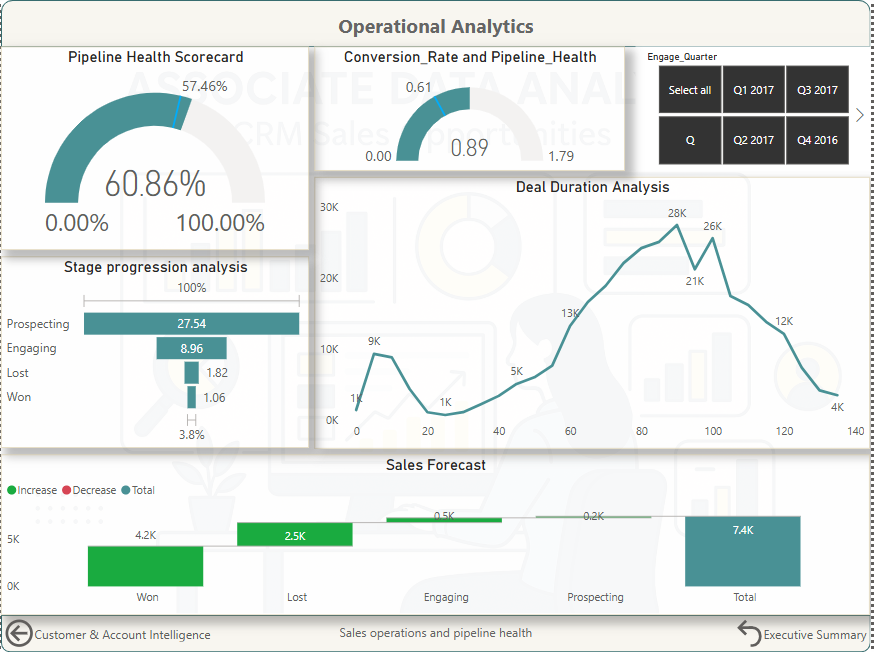 Operational Analytics
Pipeline Health Scorecard
57.46%
60.86%
0.00%
100.00%
Conversion_Rate and Pipeline_Health
0.61
0.89
0.00
1.79
Engage_Quarter
Select all
Q1 2017
Q3 2017
Q
Q2 2017
Q4 2016
Stage progression analysis
100%
Prospecting
27.54
Engaging
8.96
Lost
1.82
Won
1.06
3.8%
Deal Duration Analysis
30K
20K
10K
0K
1K
9K
1K
5K
13K
28K
21K
26K
12K
4K
0
20
40
60
80
100
120
140
Sales Forecast
Increase
Decrease
Total
5K
0K
4.2K
2.5K
0.5K
0.2K
7.4K
Won
Lost
Engaging
Prospecting
Total
Customer & Account Intelligence
Sales operations and pipeline health
Executive Summary